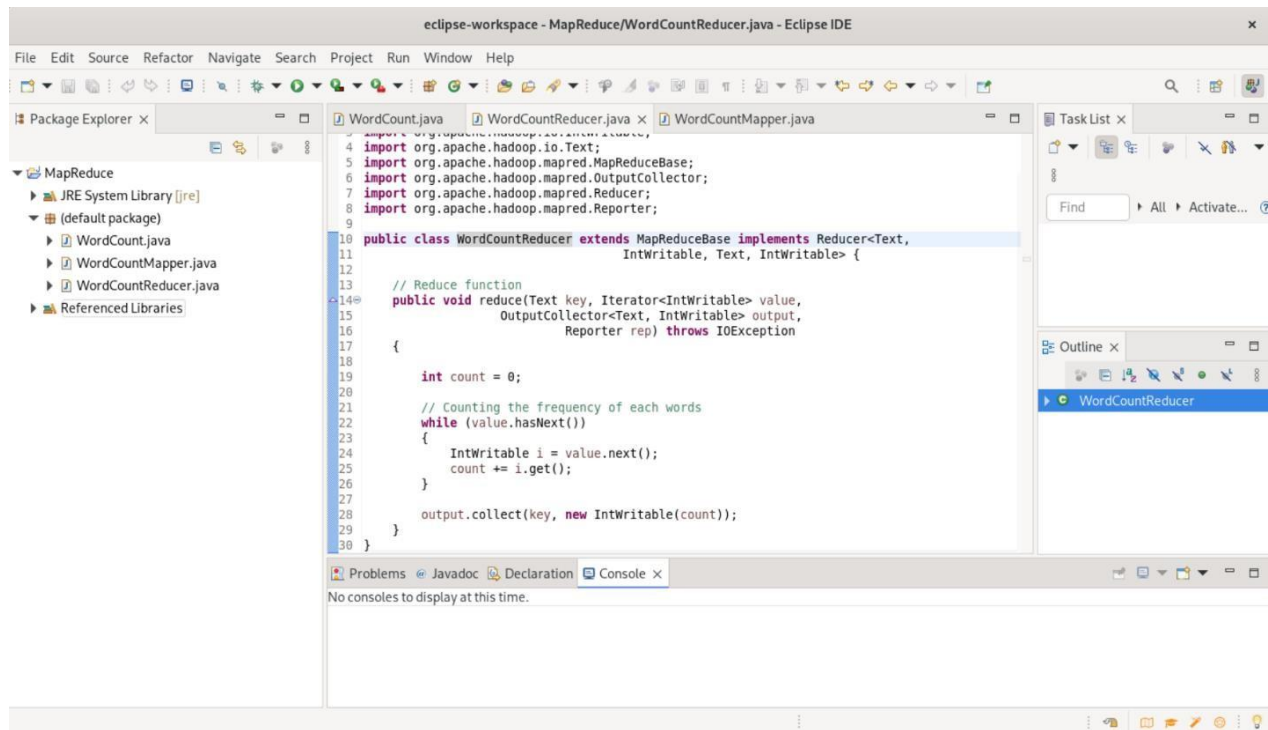 eclipse-workspace - MapReduce/WordCountReducer.java - Eclipse IDE
File Edit Source Refactor Navigate Search Project Run Window Help
Package Explorer
MapReduce
JRE System Library [jre]
(default package)
WordCount.java
WordCountMapper.java
WordCountReducer.java
Referenced Libraries
WordCount.java WordCountReducer.java WordCountMapper.java
3 import org.apache.hadoop.io.IntWritable;
4 import org.apache.hadoop.io.Text;
5 import org.apache.hadoop.mapred.MapReduceBase;
6 import org.apache.hadoop.mapred.OutputCollector;
7 import org.apache.hadoop.mapred.Reducer;
8 import org.apache.hadoop.mapred.Reporter;
9
10 public class WordCountReducer extends MapReduceBase implements Reducer<Text,
11 IntWritable, Text, IntWritable> {
12
13 // Reduce function
14 public void reduce(Text key, Iterator<IntWritable> value,
15 OutputCollector<Text, IntWritable> output,
16 Reporter rep) throws IOException
17 {
18
19 int count = 0;
20
21 // Counting the frequency of each words
22 while (value.hasNext())
23 {
24 IntWritable i = value.next();
25 count += i.get();
26 }
27
28 output.collect(key, new IntWritable(count));
29 }
30 }
Problems Javadoc Declaration Console
No consoles to display at this time.
Task List
Find All Activate...
Outline
WordCountReducer